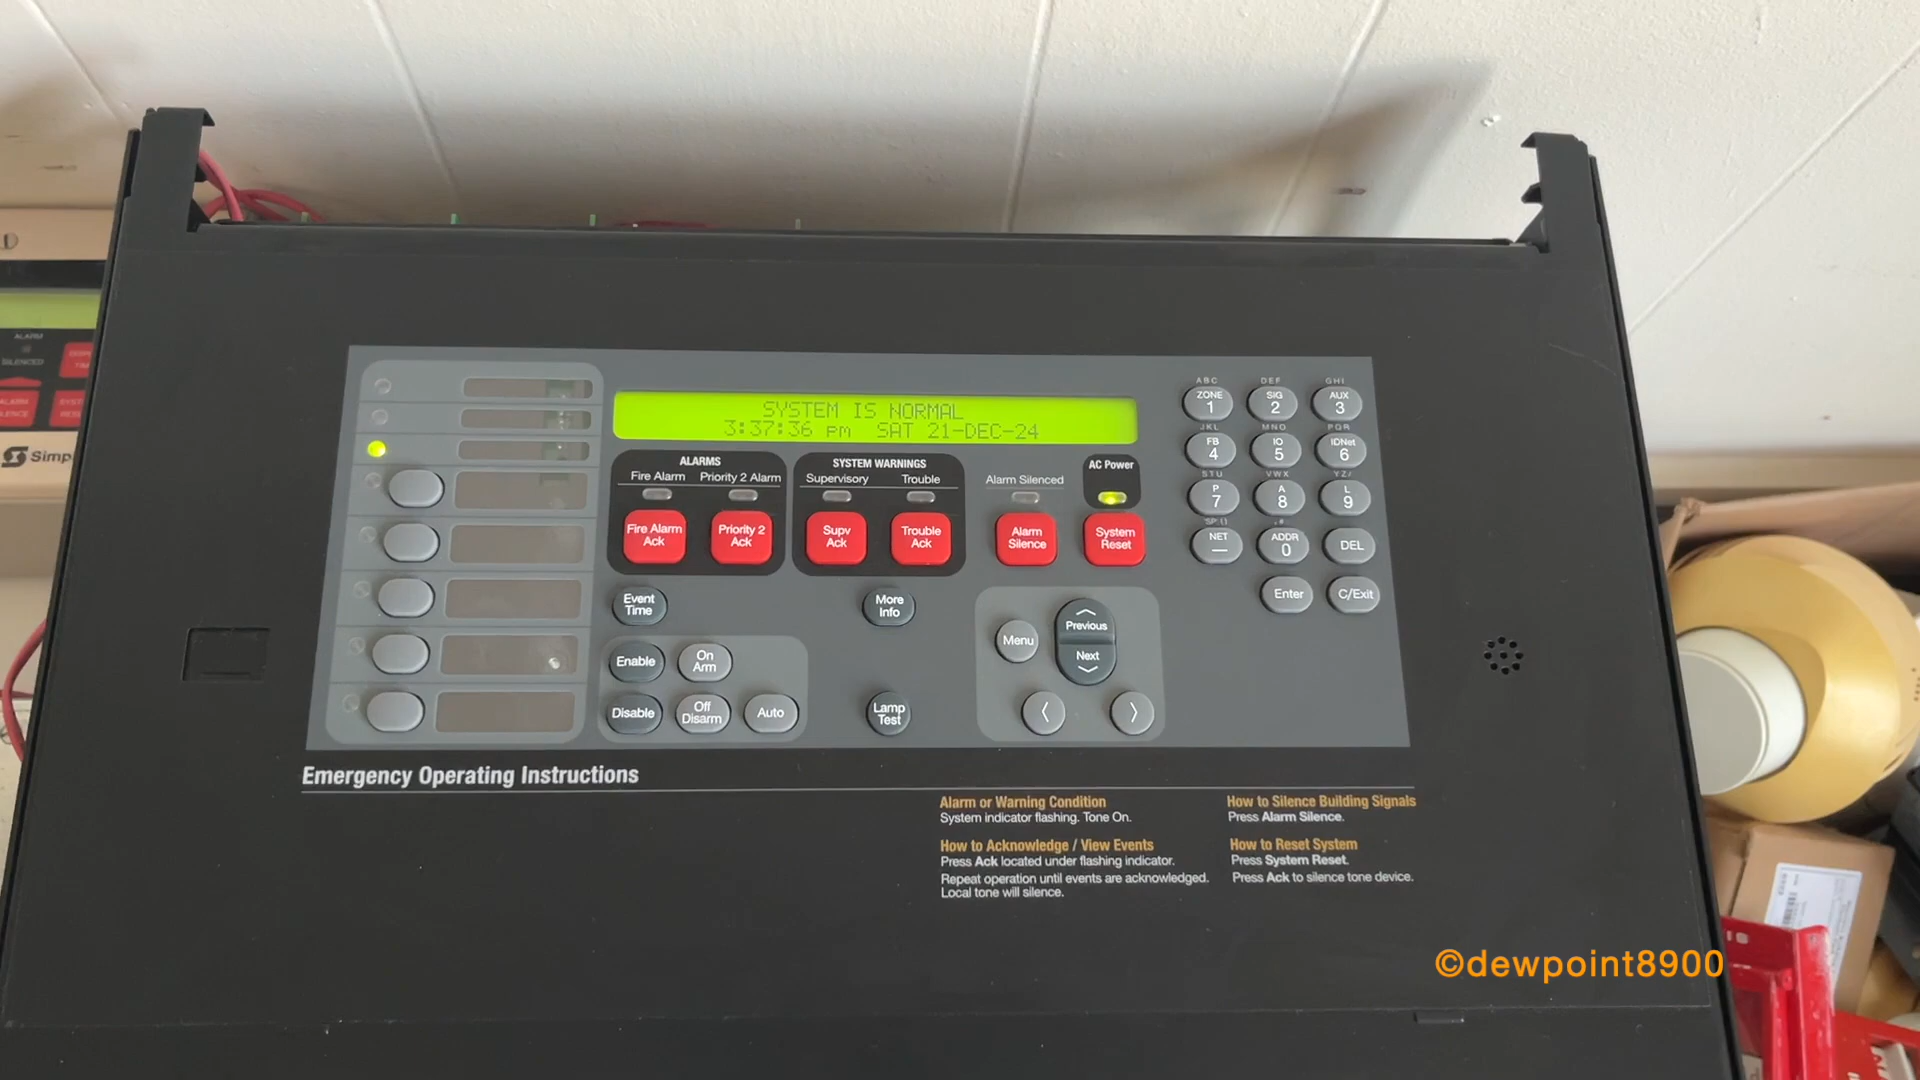 D
ALARM
SILENCED
Simpl
SYSTEM IS NORMAL
3:37:36 pm SAT 21-DEC-24
ALARMS
Fire Alarm Priority 2 Alarm
Fire Alarm Ack
Priority 2 Ack
SYSTEM WARNINGS
Supervisory Trouble
Supv Ack
Trouble Ack
Alarm Silenced
Alarm Silence
AC Power
System Reset
Event Time
More Info
Enable
On Arm
Disable
Off Disarm
Auto
Lamp Test
Menu
Previous
Next
ABC DEF GHI
ZONE 1
SIG 2
AUX 3
JKL MNO PQR
FB 4
IO 5
IDNet 6
STU VWX YZ/
P 7
A 8
L 9
'SP' () , #
NET —
ADDR 0
DEL
Enter
C/Exit
Emergency Operating Instructions
Alarm or Warning Condition
System indicator flashing. Tone On.
How to Acknowledge / View Events
Press Ack located under flashing indicator.
Repeat operation until events are acknowledged.
Local tone will silence.
How to Silence Building Signals
Press Alarm Silence.
How to Reset System
Press System Reset.
Press Ack to silence tone device.
©dewpoint8900